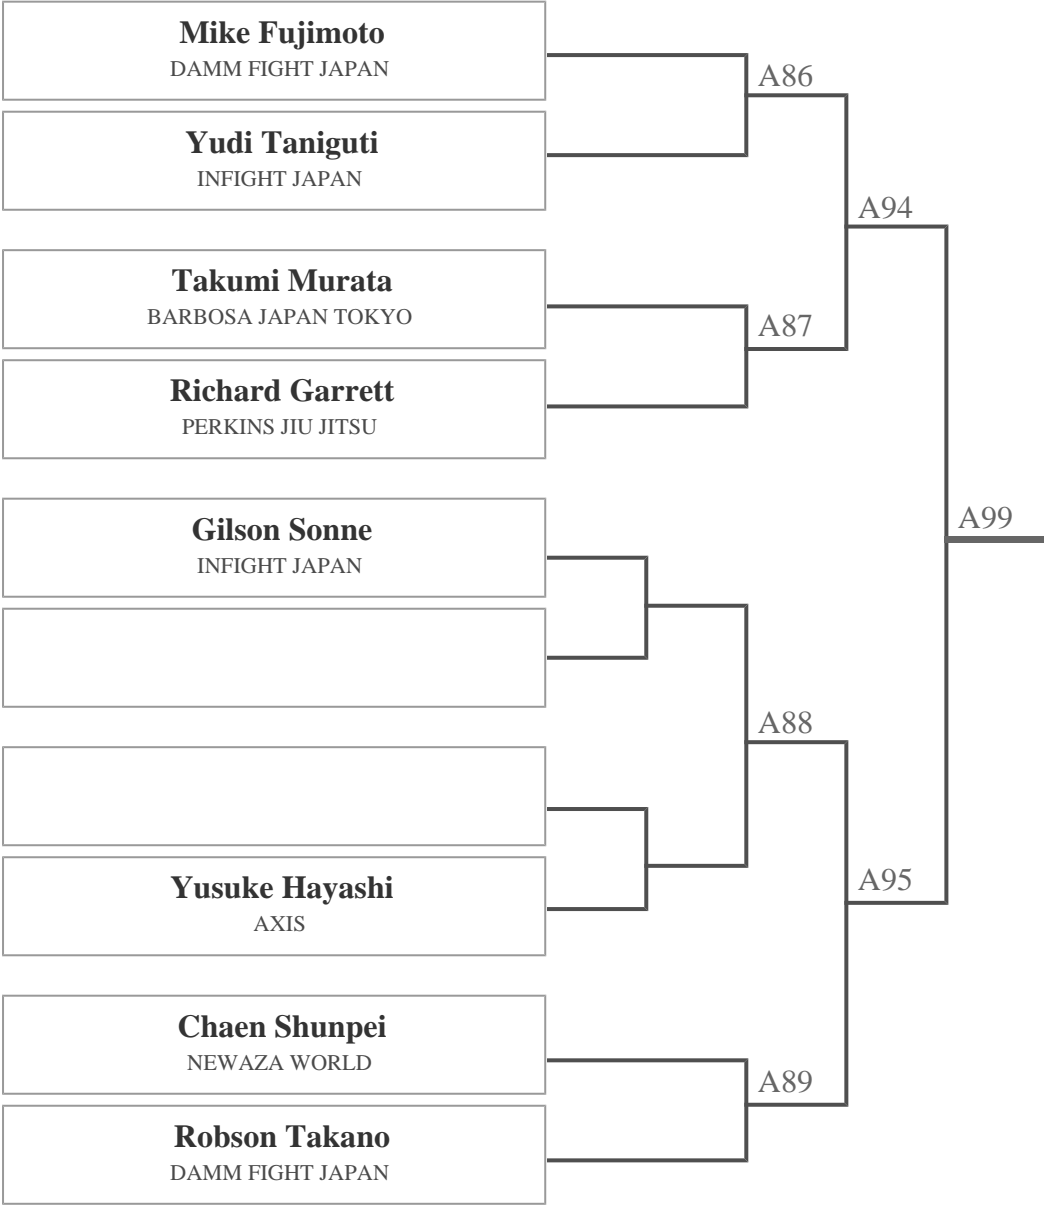 Mike Fujimoto
DAMM FIGHT JAPAN
A86
Yudi Taniguti
INFIGHT JAPAN
A94
Takumi Murata
BARBOSA JAPAN TOKYO
A87
Richard Garrett
PERKINS JIU JITSU
Gilson Sonne
INFIGHT JAPAN
A99
A88
Yusuke Hayashi
AXIS
A95
Chaen Shunpei
NEWAZA WORLD
A89
Robson Takano
DAMM FIGHT JAPAN